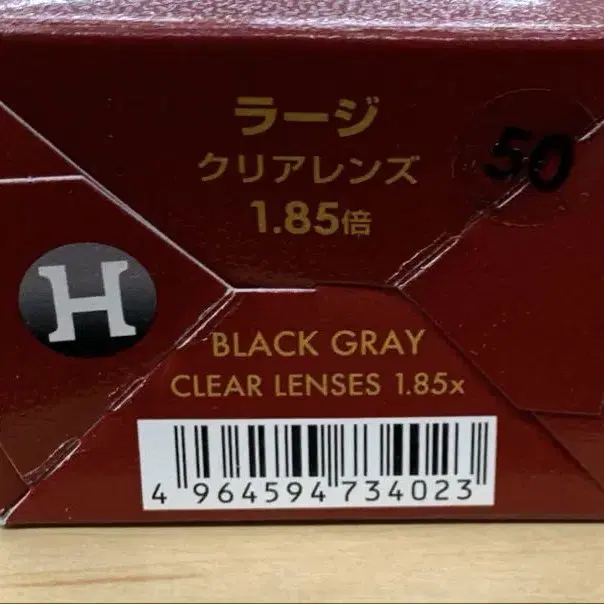 ラージ
クリアレンズ
1.85倍
50
H
BLACK GRAY
CLEAR LENSES 1.85x
4 964594 734023